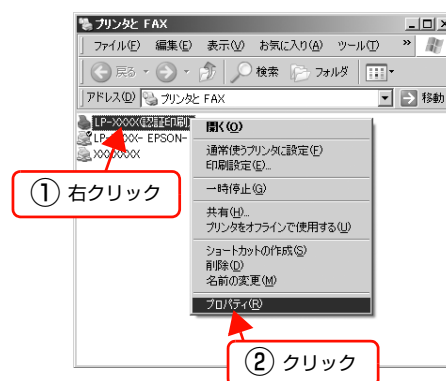 プリンタと FAX
ファイル(F) 編集(E) 表示(V) お気に入り(A) ツール(T) »
戻る 検索 フォルダ
アドレス(D) プリンタと FAX 移動
LP-XXXX(認証印刷)
LP-XXXX- EPSON-
XXXXXXX
開く(O)
通常使うプリンタに設定(F)
印刷設定(E)...
一時停止(G)
共有(H)...
プリンタをオフラインで使用する(U)
ショートカットの作成(S)
削除(D)
名前の変更(M)
プロパティ(R)
① 右クリック
② クリック